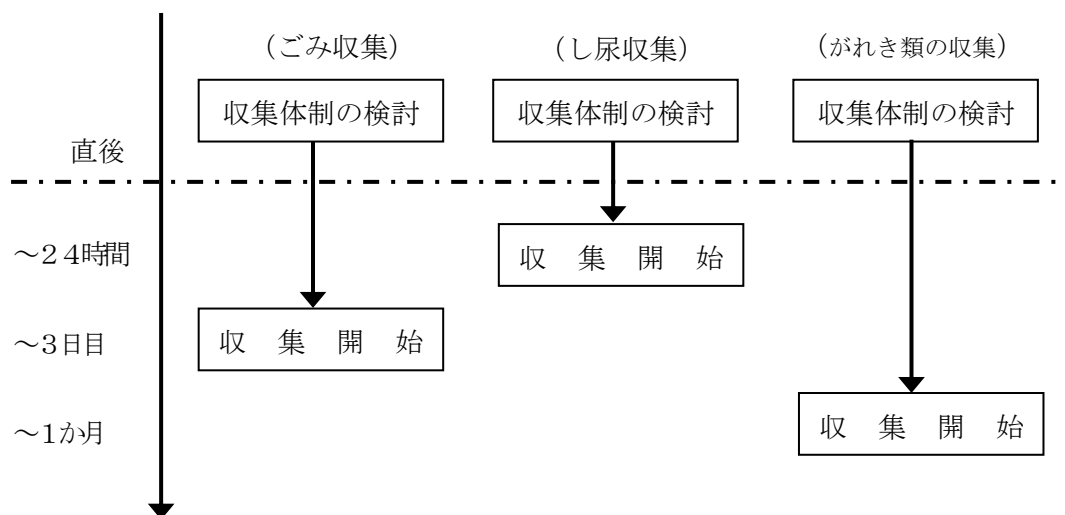 (ごみ収集)
(し尿収集)
(がれき類の収集)
収集体制の検討
収集体制の検討
収集体制の検討
直後
～24時間
収 集 開 始
～3日目
収 集 開 始
～1か月
収 集 開 始